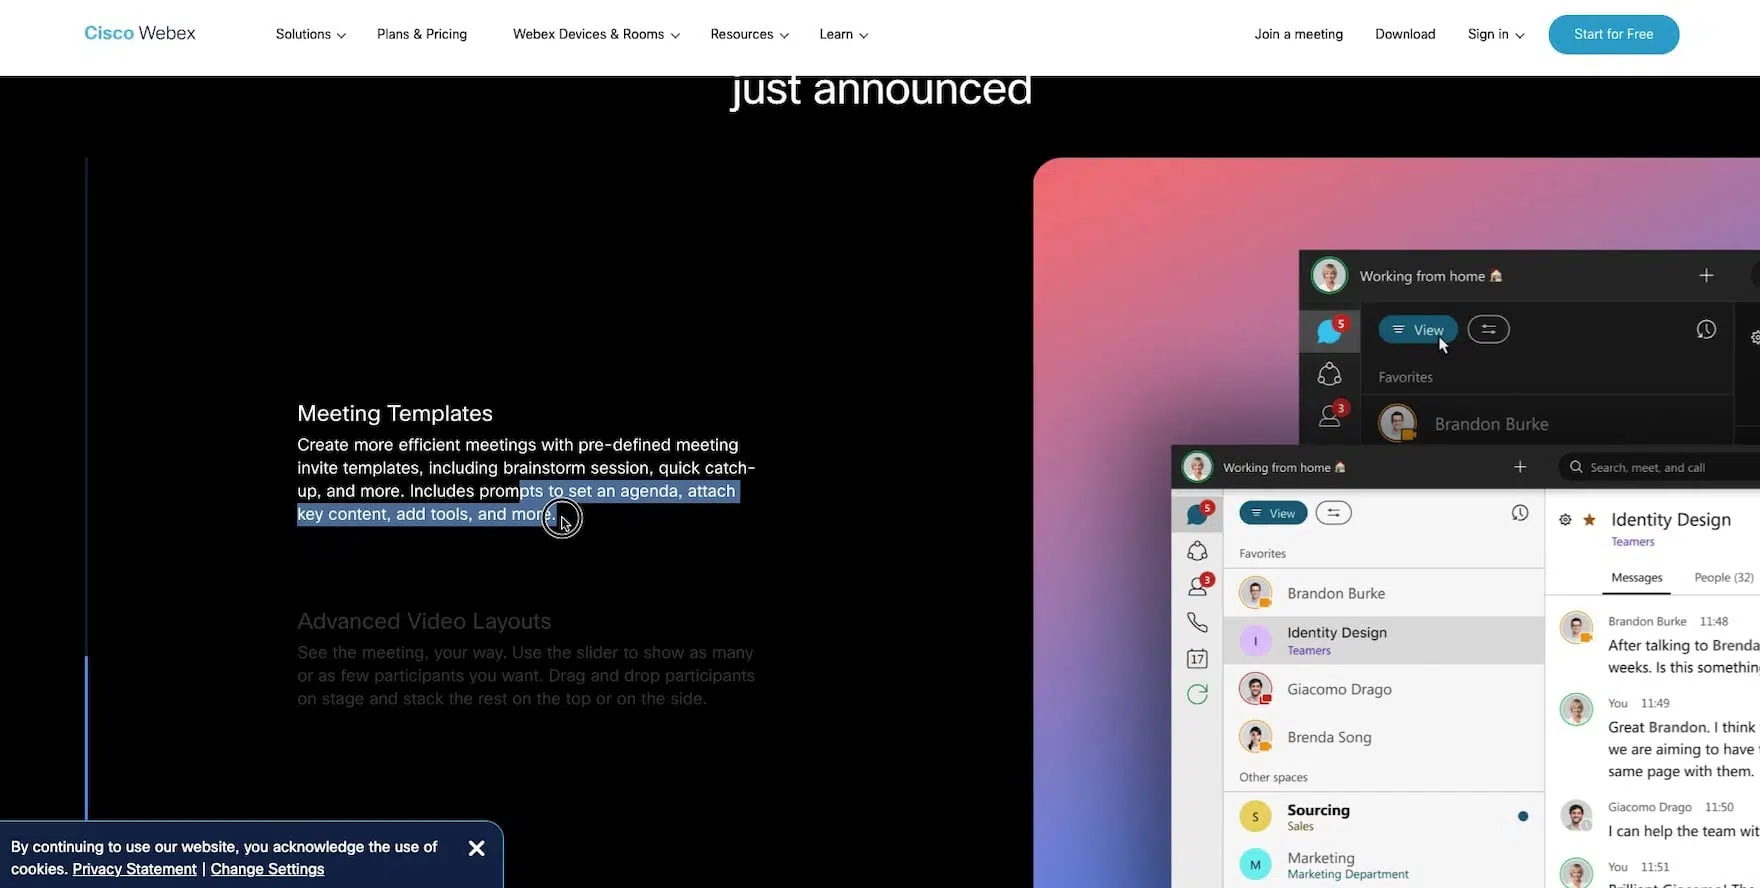 Cisco Webex
Solutions
Plans & Pricing
Webex Devices & Rooms
Resources
Learn
Join a meeting
Download
Sign in
Start for Free
just announced
Meeting Templates
Create more efficient meetings with pre-defined meeting
invite templates, including brainstorm session, quick catch-
up, and more. Includes prompts to set an agenda, attach
key content, add tools, and more.
Advanced Video Layouts
See the meeting, your way. Use the slider to show as many
or as few participants you want. Drag and drop participants
on stage and stack the rest on the top or on the side.
By continuing to use our website, you acknowledge the use of
cookies. Privacy Statement | Change Settings
Working from home
5
View
Favorites
3
Brandon Burke
Working from home
Search, meet, and call
5
View
Favorites
3
Brandon Burke
I
Identity Design
Teamers
17
Giacomo Drago
Brenda Song
Other spaces
S
Sourcing
Sales
M
Marketing
Marketing Department
Identity Design
Teamers
Messages
People (32)
Brandon Burke 11:48
After talking to Brenda
weeks. Is this something
You 11:49
Great Brandon. I think
we are aiming to have
same page with them.
Giacomo Drago 11:50
I can help the team
You 11:51